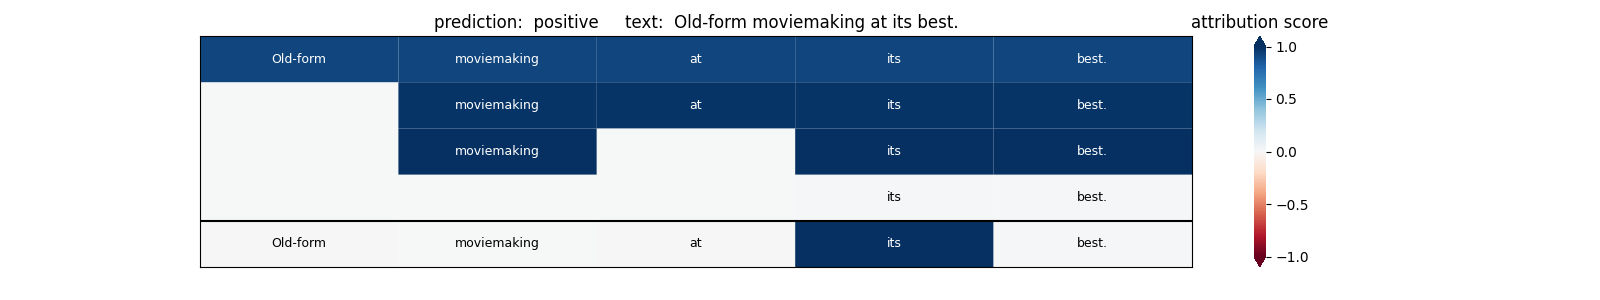 prediction:  positive     text:  Old-form moviemaking at its best.     attribution score
Old-form moviemaking at its best. 1.0
moviemaking at its best. 0.5
moviemaking its best. 0.0
its best. −0.5
Old-form moviemaking at its best. −1.0